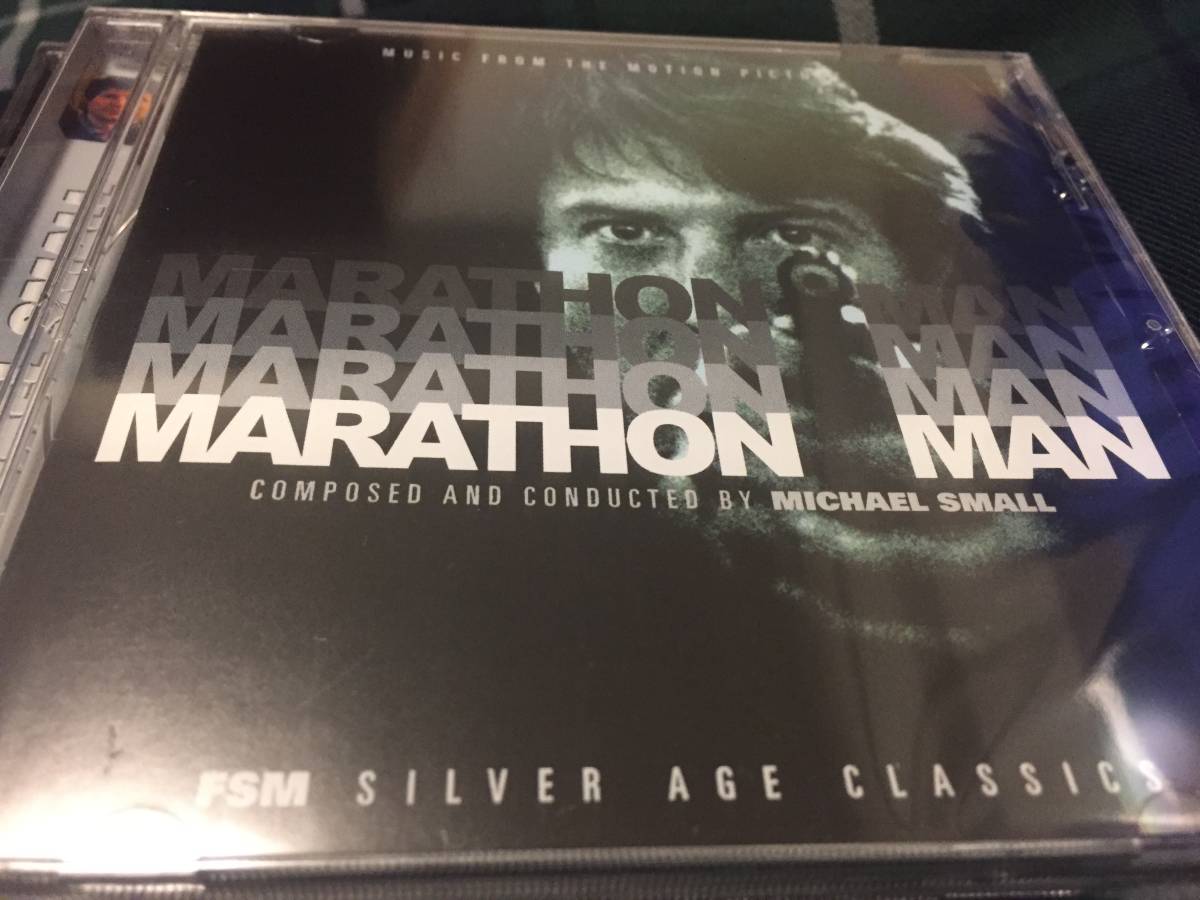 MUSIC FROM THE MOTION
MARATHON MAN
MARATHON MAN
MARATHON MAN
MARATHON MAN
COMPOSED AND CONDUCTED BY MICHAEL SMALL
FSM SILVER AGE CLASSICS